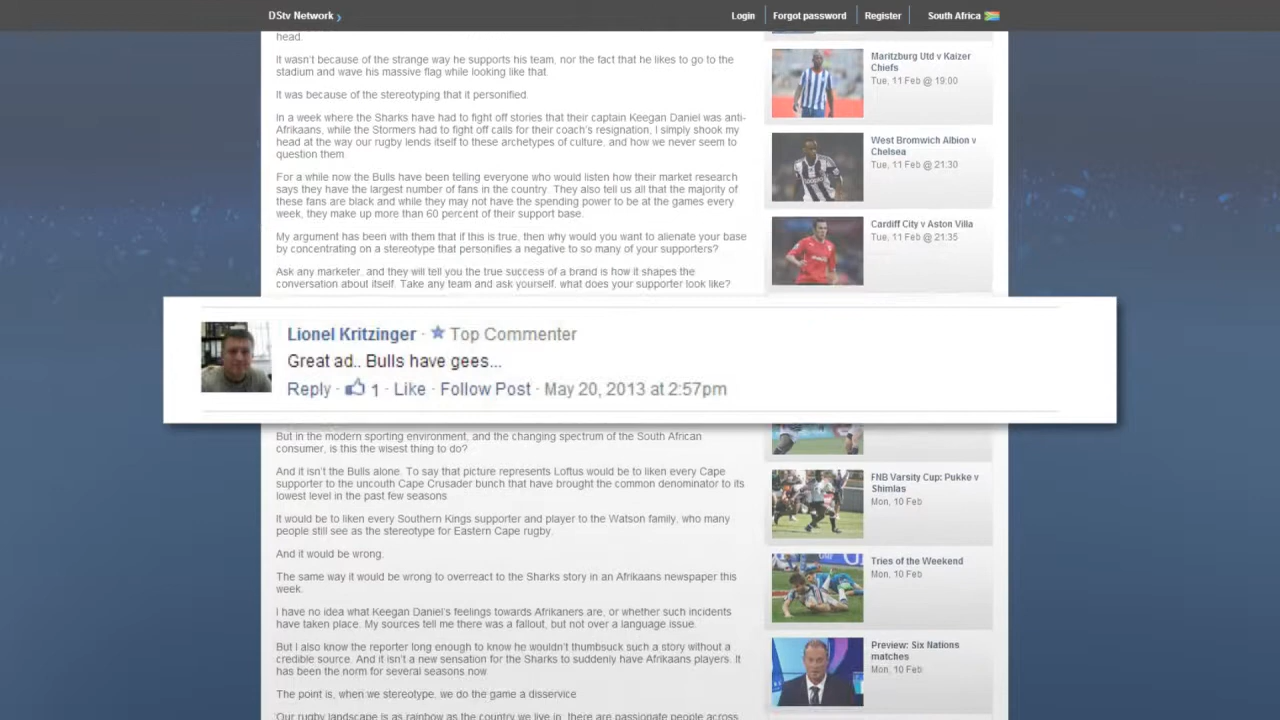 DStv Network
Login
Forgot password
Register
South Africa
head.
It wasn't because of the strange way he supports his team, nor the fact that he likes to go to the
stadium and wave his massive flag while looking like that.
It was because of the stereotyping that it personified.
In a week where the Sharks have had to fight off stories that their captain Keegan Daniel was anti-
Afrikaans, while the Stormers had to fight off calls for their coach's resignation, I simply shook my
head at the way our rugby lends itself to these archetypes of culture, and how we never seem to
question them.
For a while now the Bulls have been telling everyone who would listen how their market research
says they have the largest number of fans in the country. They also tell us all that the majority of
these fans are black and while they may not have the spending power to be at the games every
week, they make up more than 60 percent of their support base.
My argument has been with them that if this is true, then why would you want to alienate your base
by concentrating on a stereotype that personifies a negative to so many of your supporters?
Ask any marketer, and they will tell you the true success of a brand is how it shapes the
conversation about itself. Take any team and ask yourself, what does your supporter look like?
Lionel Kritzinger · Top Commenter
Great ad.. Bulls have gees...
Reply · 1 · Like · Follow Post · May 20, 2013 at 2:57pm
But in the modern sporting environment, and the changing spectrum of the South African
consumer, is this the wisest thing to do?
And it isn't the Bulls alone. To say that picture represents Loftus would be to liken every Cape
supporter to the uncouth Cape Crusader bunch that have brought the common denominator to its
lowest level in the past few seasons.
It would be to liken every Southern Kings supporter and player to the Watson family, who many
people still see as the stereotype for Eastern Cape rugby.
And it would be wrong.
The same way it would be wrong to overreact to the Sharks story in an Afrikaans newspaper this
week.
I have no idea what Keegan Daniel's feelings towards Afrikaners are, or whether such incidents
have taken place. My sources tell me there was a fallout, but not over a language issue.
But I also know the reporter long enough to know he wouldn't thumbsuck such a story without a
credible source. And it isn't a new sensation for the Sharks to suddenly have Afrikaans players. It
has been the norm for several seasons now.
The point is, when we stereotype, we do the game a disservice
Our rugby landscape is as rainbow as the country we live in, there are passionate people across
Maritzburg Utd v Kaizer
Chiefs
Tue, 11 Feb @ 19:00
West Bromwich Albion v
Chelsea
Tue, 11 Feb @ 21:30
Cardiff City v Aston Villa
Tue, 11 Feb @ 21:35
FNB Varsity Cup: Pukke v
Shimlas
Mon, 10 Feb
Tries of the Weekend
Mon, 10 Feb
Preview: Six Nations
matches
Mon, 10 Feb